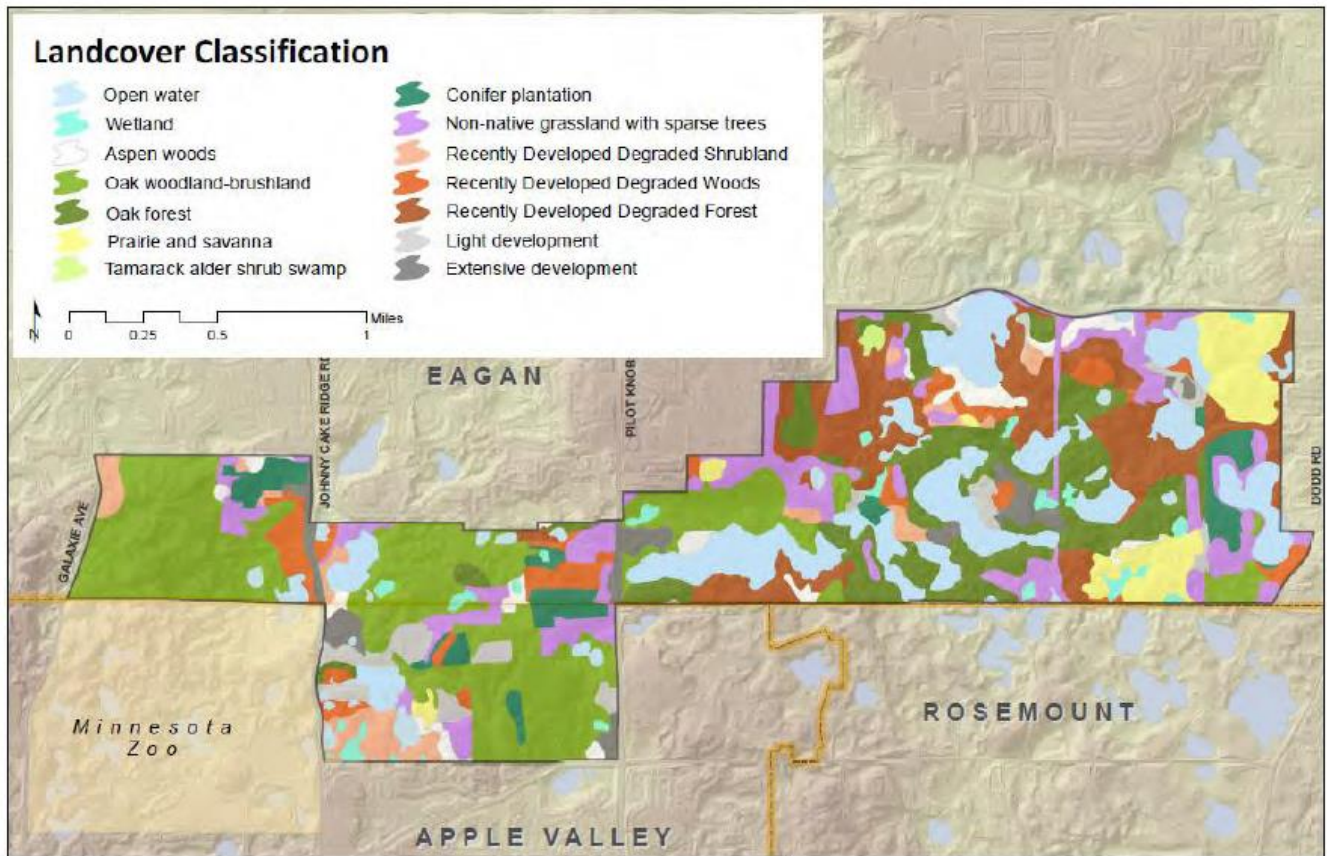 Landcover Classification
Open water
Wetland
Aspen woods
Oak woodland-brushland
Oak forest
Prairie and savanna
Tamarack alder shrub swamp
Conifer plantation
Non-native grassland with sparse trees
Recently Developed Degraded Shrubland
Recently Developed Degraded Woods
Recently Developed Degraded Forest
Light development
Extensive development
N
Miles
0 0.25 0.5 1
EAGAN
JOHNNY CAKE RIDGE RD
PILOT KNOB
GALAXIE AVE
DODD RD
Minnesota
Zoo
ROSEMOUNT
APPLE VALLEY